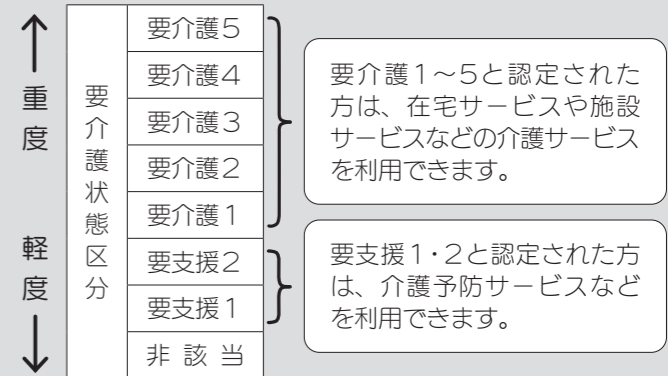 重度
軽度
要介護状態区分
要介護5
要介護4
要介護3
要介護2
要介護1
要支援2
要支援1
非該当
要介護1～5と認定された
方は、在宅サービスや施設
サービスなどの介護サービス
を利用できます。
要支援1・2と認定された方
は、介護予防サービスなど
を利用できます。